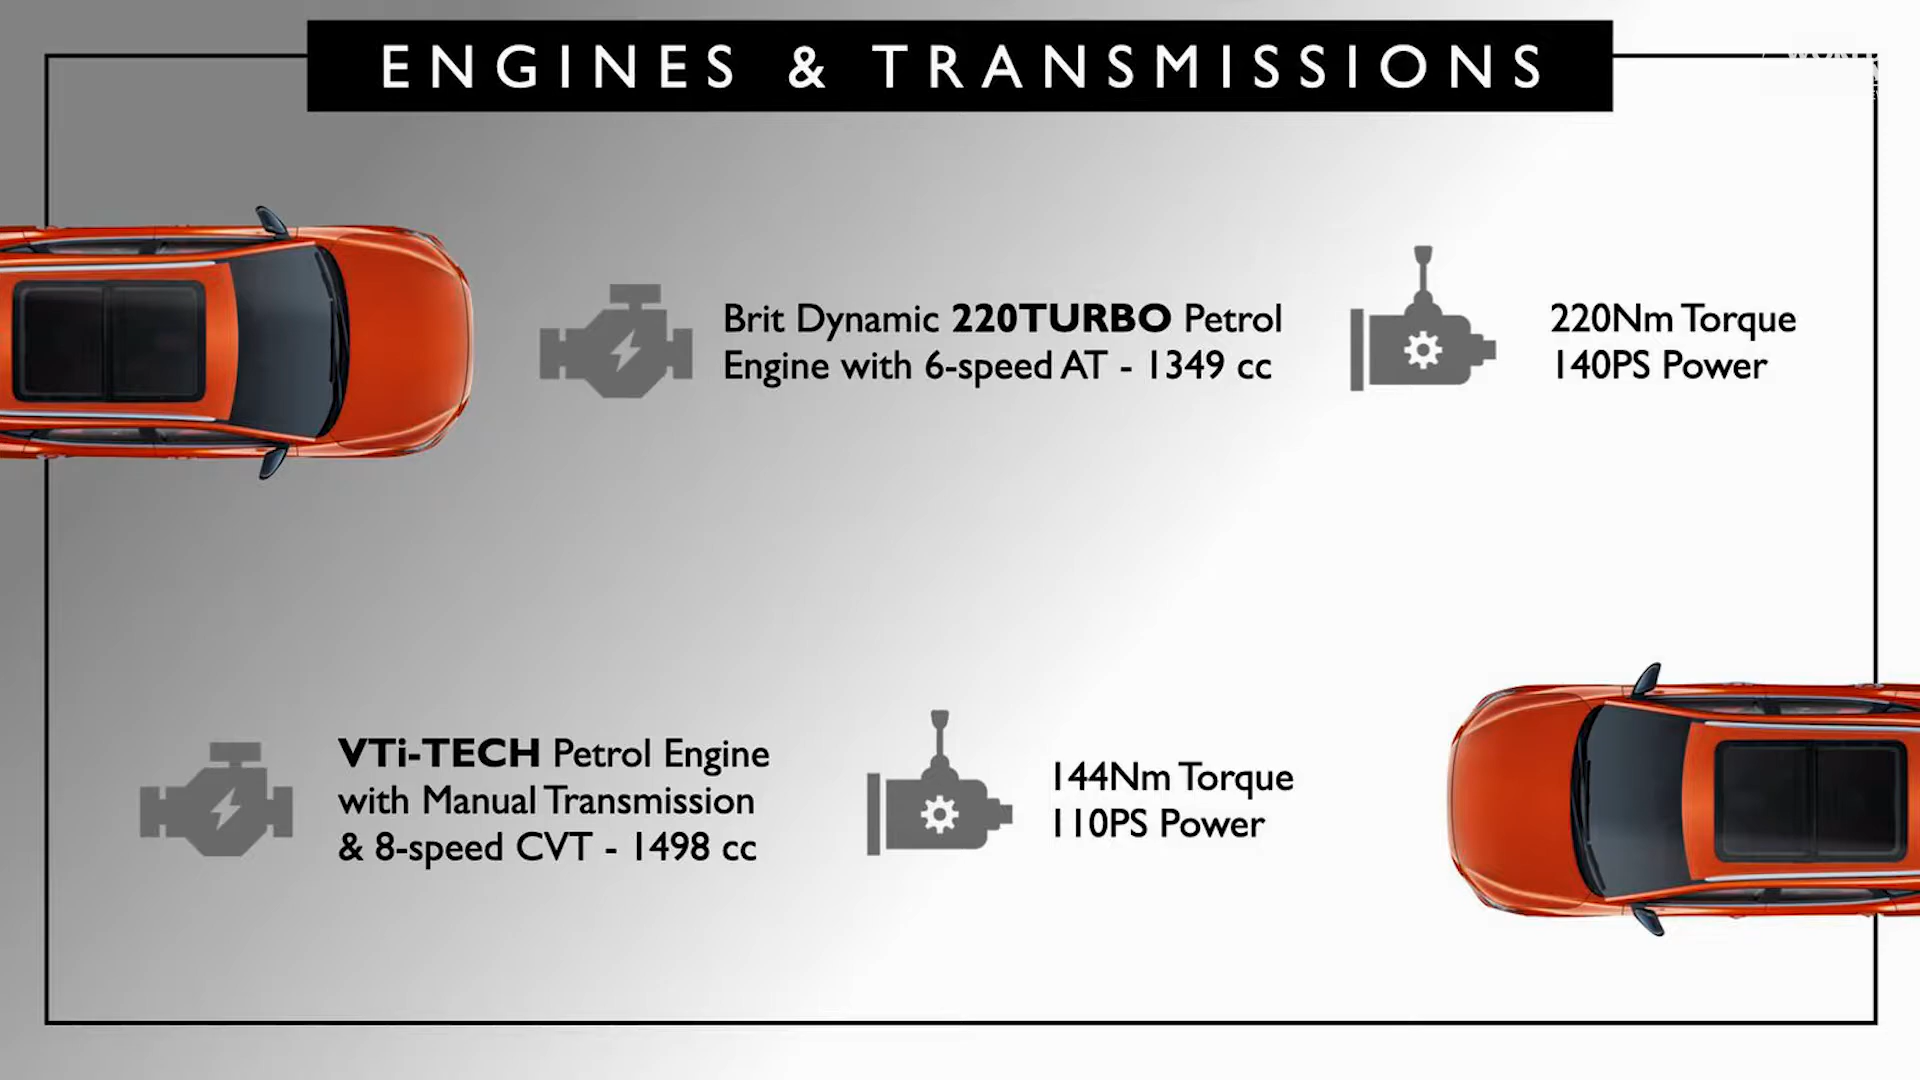 ENGINES & TRANSMISSIONS
Brit Dynamic 220TURBO Petrol
Engine with 6-speed AT - 1349 cc
220Nm Torque
140PS Power
VTi-TECH Petrol Engine
with Manual Transmission
& 8-speed CVT - 1498 cc
144Nm Torque
110PS Power